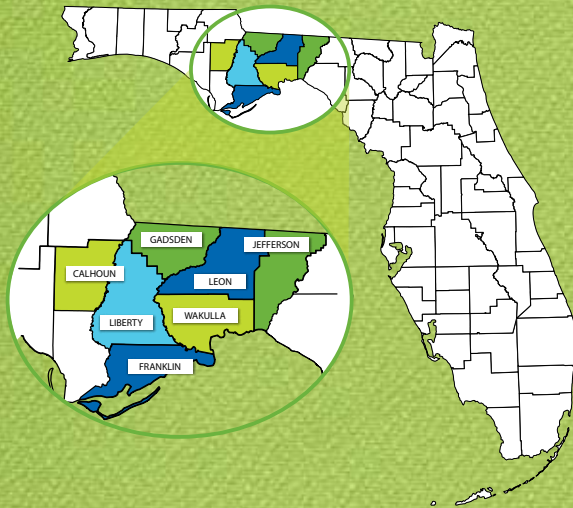 GADSDEN
JEFFERSON
CALHOUN
LEON
LIBERTY
WAKULLA
FRANKLIN